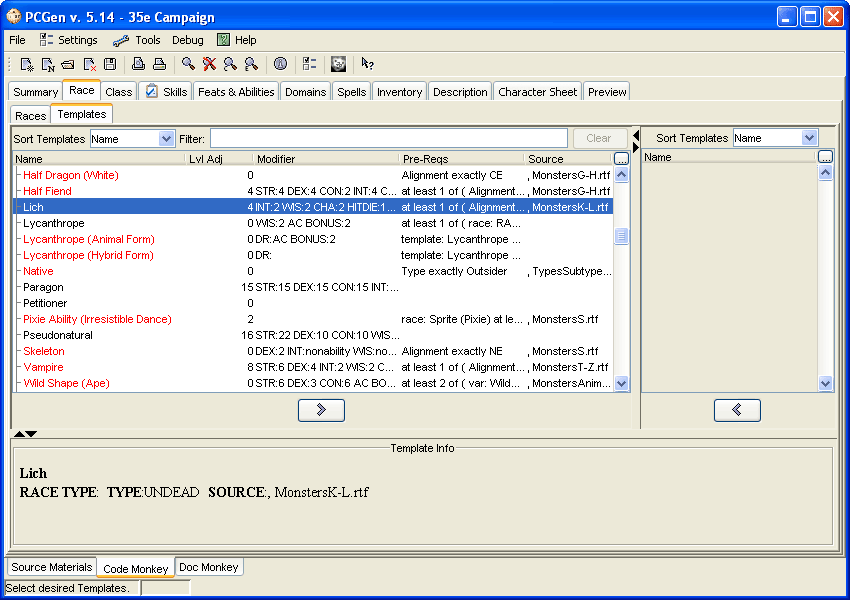 PCGen v. 5.14 - 35e Campaign
File Settings Tools Debug Help
Summary Race Class Skills Feats & Abilities Domains Spells Inventory Description Character Sheet Preview
Races Templates
Sort Templates Name Filter: Clear Sort Templates Name
Name Lvl Adj Modifier Pre-Reqs Source ... Name ...
Half Dragon (White) 0 Alignment exactly CE , MonstersG-H.rtf
Half Fiend 4 STR:4 DEX:4 CON:2 INT:4 C... at least 1 of ( Alignment... , MonstersG-H.rtf
Lich 4 INT:2 WIS:2 CHA:2 HITDIE:1... at least 1 of ( Alignment... , MonstersK-L.rtf
Lycanthrope 0 WIS:2 AC BONUS:2 at least 1 of ( race: RA...
Lycanthrope (Animal Form) 0 DR:AC BONUS:2 template: Lycanthrope ...
Lycanthrope (Hybrid Form) 0 DR: template: Lycanthrope ...
Native 0 Type exactly Outsider , TypesSubtype...
Paragon 15 STR:15 DEX:15 CON:15 INT:...
Petitioner 0
Pixie Ability (Irresistible Dance) 2 race: Sprite (Pixie) at le... , MonstersS.rtf
Pseudonatural 16 STR:22 DEX:10 CON:10 WIS...
Skeleton 0 DEX:2 INT:nonability WIS:no... Alignment exactly NE , MonstersS.rtf
Vampire 8 STR:6 DEX:4 INT:2 WIS:2 C... at least 1 of ( Alignment... , MonstersT-Z.rtf
Wild Shape (Ape) 0 STR:6 DEX:3 CON:6 AC BO... at least 2 of ( var: Wild... , MonstersAnim...
Template Info
Lich
RACE TYPE: TYPE:UNDEAD SOURCE:, MonstersK-L.rtf
Source Materials Code Monkey Doc Monkey
Select desired Templates.